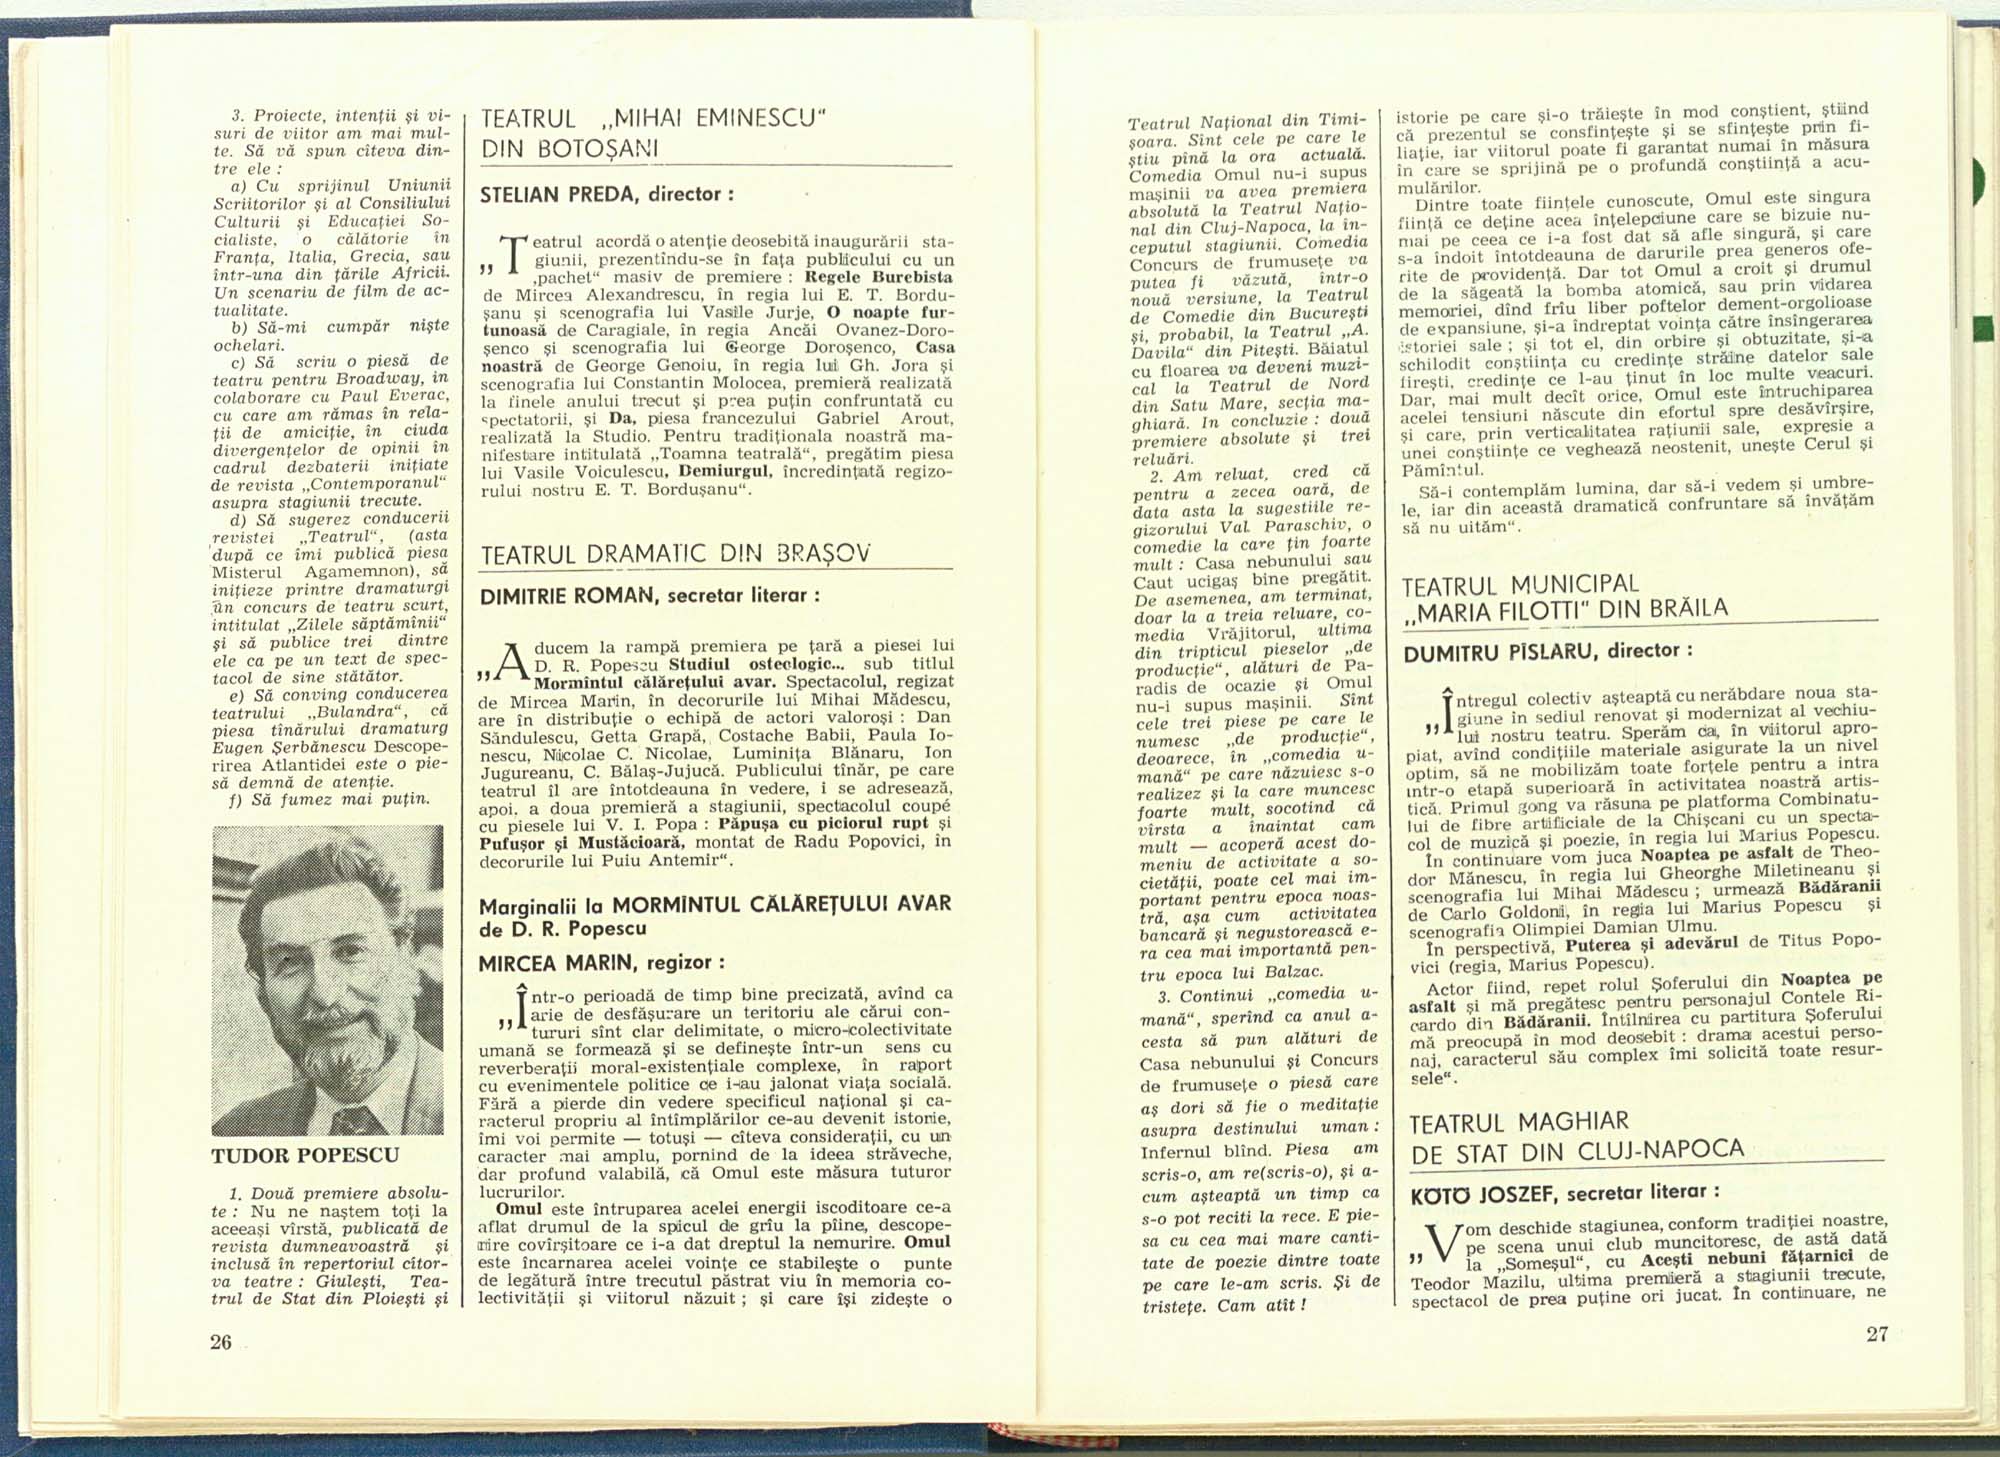 3. Proiecte, intenții și vi-
suri de viitor am mai mul-
te. Să vă spun cîteva din-
tre ele :
a) Cu sprijinul Uniunii
Scriitorilor și al Consiliului
Culturii și Educației So-
cialiste, o călătorie în
Franța, Italia, Grecia, sau
într-una din țările Africii.
Un scenariu de film de ac-
tualitate.
b) Să-mi cumpăr niște
ochelari.
c) Să scriu o piesă de
teatru pentru Broadway, in
colaborare cu Paul Everac,
cu care am rămas în rela-
ții de amiciție, în ciuda
divergențelor de opinii în
cadrul dezbaterii inițiate
de revista „Contemporanul"
asupra stagiunii trecute.
d) Să sugerez conducerii
revistei „Teatrul", (asta
după ce îmi publică piesa
Misterul Agamemnon), să
inițieze printre dramaturgi
un concurs de teatru scurt,
intitulat „Zilele săptămînii"
și să publice trei dintre
ele ca pe un text de spec-
tacol de sine stătător.
e) Să conving conducerea
teatrului „Bulandra", că
piesa tînărului dramaturg
Eugen Șerbănescu Descope-
rirea Atlantidei este o pie-
să demnă de atenție.
f) Să fumez mai puțin.
TUDOR POPESCU
1. Două premiere absolu-
te : Nu ne naștem toți la
aceeași vîrstă, publicată de
revista dumneavoastră și
inclusă în repertoriul cîtor-
va teatre : Giulești, Tea-
trul de Stat din Ploiești și
26
TEATRUL „MIHAI EMINESCU"
DIN BOTOȘANI
STELIAN PREDA, director :
„Teatrul acordă o atenție deosebită inaugurării sta-
giunii, prezentîndu-se în fața publicului cu un
„pachet" masiv de premiere : Regele Burebista
de Mircea Alexandrescu, în regia lui E. T. Bordu-
șanu și scenografia lui Vasile Jurje, O noapte fur-
tunoasă de Caragiale, în regia Ancăi Ovanez-Doro-
șenco și scenografia lui George Doroșenco, Casa
noastră de George Genoiu, în regia lui Gh. Jora și
scenografia lui Constantin Molocea, premieră realizată
la finele anului trecut și prea puțin confruntată cu
spectatorii, și Da, piesa francezului Gabriel Arout,
realizată la Studio. Pentru tradiționala noastră ma-
nifestare intitulată „Toamna teatrală", pregătim piesa
lui Vasile Voiculescu, Demiurgul, încredințată regizo-
rului nostru E. T. Bordușanu".
TEATRUL DRAMATIC DIN BRAȘOV
DIMITRIE ROMAN, secretar literar :
„Aducem la rampă premiera pe țară a piesei lui
D. R. Popescu Studiul osteologic... sub titlul
Mormîntul călărețului avar. Spectacolul, regizat
de Mircea Marin, în decorurile lui Mihai Mădescu,
are în distribuție o echipă de actori valoroși : Dan
Săndulescu, Getta Grapă, Costache Babii, Paula Io-
nescu, Nicolae C. Nicolae, Luminița Blănaru, Ion
Jugureanu, C. Bălaș-Jujucă. Publicului tînăr, pe care
teatrul îl are întotdeauna în vedere, i se adresează,
apoi, a doua premieră a stagiunii, spectacolul coupé
cu piesele lui V. I. Popa : Păpușa cu piciorul rupt și
Pufușor și Mustăcioară, montat de Radu Popovici, în
decorurile lui Puiu Antemir".
Marginalii la MORMÎNTUL CĂLĂREȚULUI AVAR
de D. R. Popescu
MIRCEA MARIN, regizor :
„Într-o perioadă de timp bine precizată, avînd ca
arie de desfășurare un teritoriu ale cărui con-
tururi sînt clar delimitate, o micro-colectivitate
umană se formează și se definește într-un sens cu
reverberații moral-existențiale complexe, în raport
cu evenimentele politice ce i-au jalonat viața socială.
Fără a pierde din vedere specificul național și ca-
racterul propriu al întîmplărilor ce-au devenit istorie,
îmi voi permite — totuși — cîteva considerații, cu un
caracter mai amplu, pornind de la ideea străveche,
dar profund valabilă, că Omul este măsura tuturor
lucrurilor.
Omul este întruparea acelei energii iscoditoare ce-a
aflat drumul de la spicul de grîu la pîine, descope-
rire covîrșitoare ce i-a dat dreptul la nemurire. Omul
este încarnarea acelei voințe ce stabilește o punte
de legătură între trecutul păstrat viu în memoria co-
lectivității și viitorul năzuit ; și care își zidește o
Teatrul Național din Timi-
șoara. Sînt cele pe care le
știu pînă la ora actuală.
Comedia Omul nu-i supus
mașinii va avea premiera
absolută la Teatrul Națio-
nal din Cluj-Napoca, la în-
ceputul stagiunii. Comedia
Concurs de frumusețe va
putea fi văzută, într-o
nouă versiune, la Teatrul
de Comedie din București
și, probabil, la Teatrul „A.
Davila" din Pitești. Băiatul
cu floarea va deveni muzi-
cal la Teatrul de Nord
din Satu Mare, secția ma-
ghiară. In concluzie : două
premiere absolute și trei
reluări.
2. Am reluat, cred că
pentru a zecea oară, de
data asta la sugestiile re-
gizorului Val Paraschiv, o
comedie la care țin foarte
mult : Casa nebunului sau
Caut ucigaș bine pregătit.
De asemenea, am terminat,
doar la a treia reluare, co-
media Vrăjitorul, ultima
din tripticul pieselor „de
producție", alături de Pa-
radis de ocazie și Omul
nu-i supus mașinii. Sînt
cele trei piese pe care le
numesc „de producție",
deoarece, în „comedia u-
mană" pe care năzuiesc s-o
realizez și la care muncesc
foarte mult, socotind că
vîrsta a înaintat cam
mult — acoperă acest do-
meniu de activitate a so-
cietății, poate cel mai im-
portant pentru epoca noas-
tră, așa cum activitatea
bancară și negustorească e-
ra cea mai importantă pen-
tru epoca lui Balzac.
3. Continui „comedia u-
mană", sperînd ca anul a-
cesta să pun alături de
Casa nebunului și Concurs
de frumusețe o piesă care
aș dori să fie o meditație
asupra destinului uman :
Infernul blînd. Piesa am
scris-o, am re(scris-o), și a-
cum așteaptă un timp ca
s-o pot reciti la rece. E pie-
sa cu cea mai mare canti-
tate de poezie dintre toate
pe care le-am scris. Și de
tristețe. Cam atît !
istorie pe care și-o trăiește în mod conștient, știind
că prezentul se consfințește și se sfințește prin fi-
liație, iar viitorul poate fi garantat numai în măsura
în care se sprijină pe o profundă conștiință a acu-
mulărilor.
Dintre toate ființele cunoscute, Omul este singura
ființă ce deține acea înțelepciune care se bizuie nu-
mai pe ceea ce i-a fost dat să afle singură, și care
s-a îndoit întotdeauna de darurile prea generos ofe-
rite de providență. Dar tot Omul a croit și drumul
de la săgeată la bomba atomică, sau prin vidarea
memoriei, dînd frîu liber poftelor dement-orgolioase
de expansiune, și-a îndreptat voința către însîngerarea
istoriei sale ; și tot el, din orbire și obtuzitate, și-a
schilodit conștiința cu credințe străine datelor sale
firești, credințe ce l-au ținut în loc multe veacuri.
Dar, mai mult decît orice, Omul este întruchiparea
acelei tensiuni născute din efortul spre desăvîrșire,
și care, prin verticalitatea rațiunii sale, expresie a
unei conștiințe ce veghează neostenit, unește Cerul și
Pămîntul.
Să-i contemplăm lumina, dar să-i vedem și umbre-
le, iar din această dramatică confruntare să învățăm
să nu uităm".
TEATRUL MUNICIPAL
„MARIA FILOTTI" DIN BRĂILA
DUMITRU PÎSLARU, director :
„Întregul colectiv așteaptă cu nerăbdare noua sta-
giune în sediul renovat și modernizat al vechiu-
lui nostru teatru. Sperăm ca, în viitorul apro-
piat, avînd condițiile materiale asigurate la un nivel
optim, să ne mobilizăm toate forțele pentru a intra
intr-o etapă superioară în activitatea noastră artis-
tică. Primul gong va răsuna pe platforma Combinatu-
lui de fibre artificiale de la Chișcani cu un specta-
col de muzică și poezie, în regia lui Marius Popescu.
În continuare vom juca Noaptea pe asfalt de Theo-
dor Mănescu, în regia lui Gheorghe Miletineanu și
scenografia lui Mihai Mădescu ; urmează Bădăranii
de Carlo Goldoni, în regia lui Marius Popescu și
scenografia Olimpiei Damian Ulmu.
În perspectivă, Puterea și adevărul de Titus Popo-
vici (regia, Marius Popescu).
Actor fiind, repet rolul Șoferului din Noaptea pe
asfalt și mă pregătesc pentru personajul Contele Ri-
cardo din Bădăranii. Întîlnirea cu partitura Șoferului
mă preocupă în mod deosebit : drama acestui perso-
naj, caracterul său complex îmi solicită toate resur-
sele".
TEATRUL MAGHIAR
DE STAT DIN CLUJ-NAPOCA
KÖTŐ JOSZEF, secretar literar :
„Vom deschide stagiunea, conform tradiției noastre,
pe scena unui club muncitoresc, de astă dată
la „Someșul", cu Acești nebuni fățarnici de
Teodor Mazilu, ultima premieră a stagiunii trecute,
spectacol de prea puține ori jucat. În continuare, ne
27